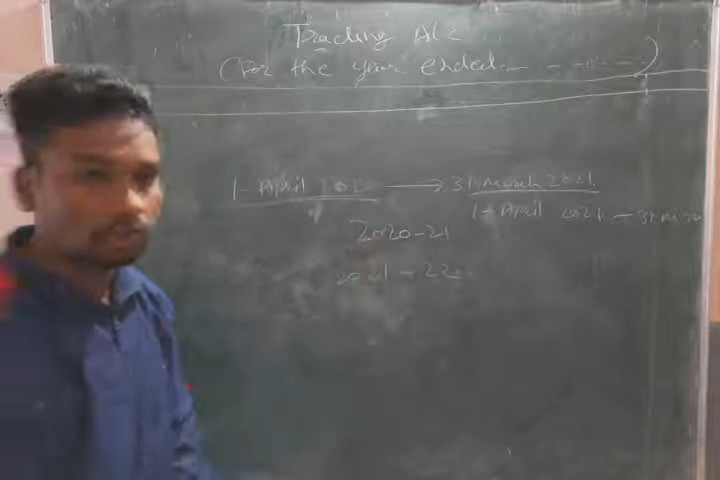 Trading A/c
(For the year ended - - - - - )
1 - April 2020 → 31 March 2021
1 - April 2021 - 31
2020 - 21
2021 - 22